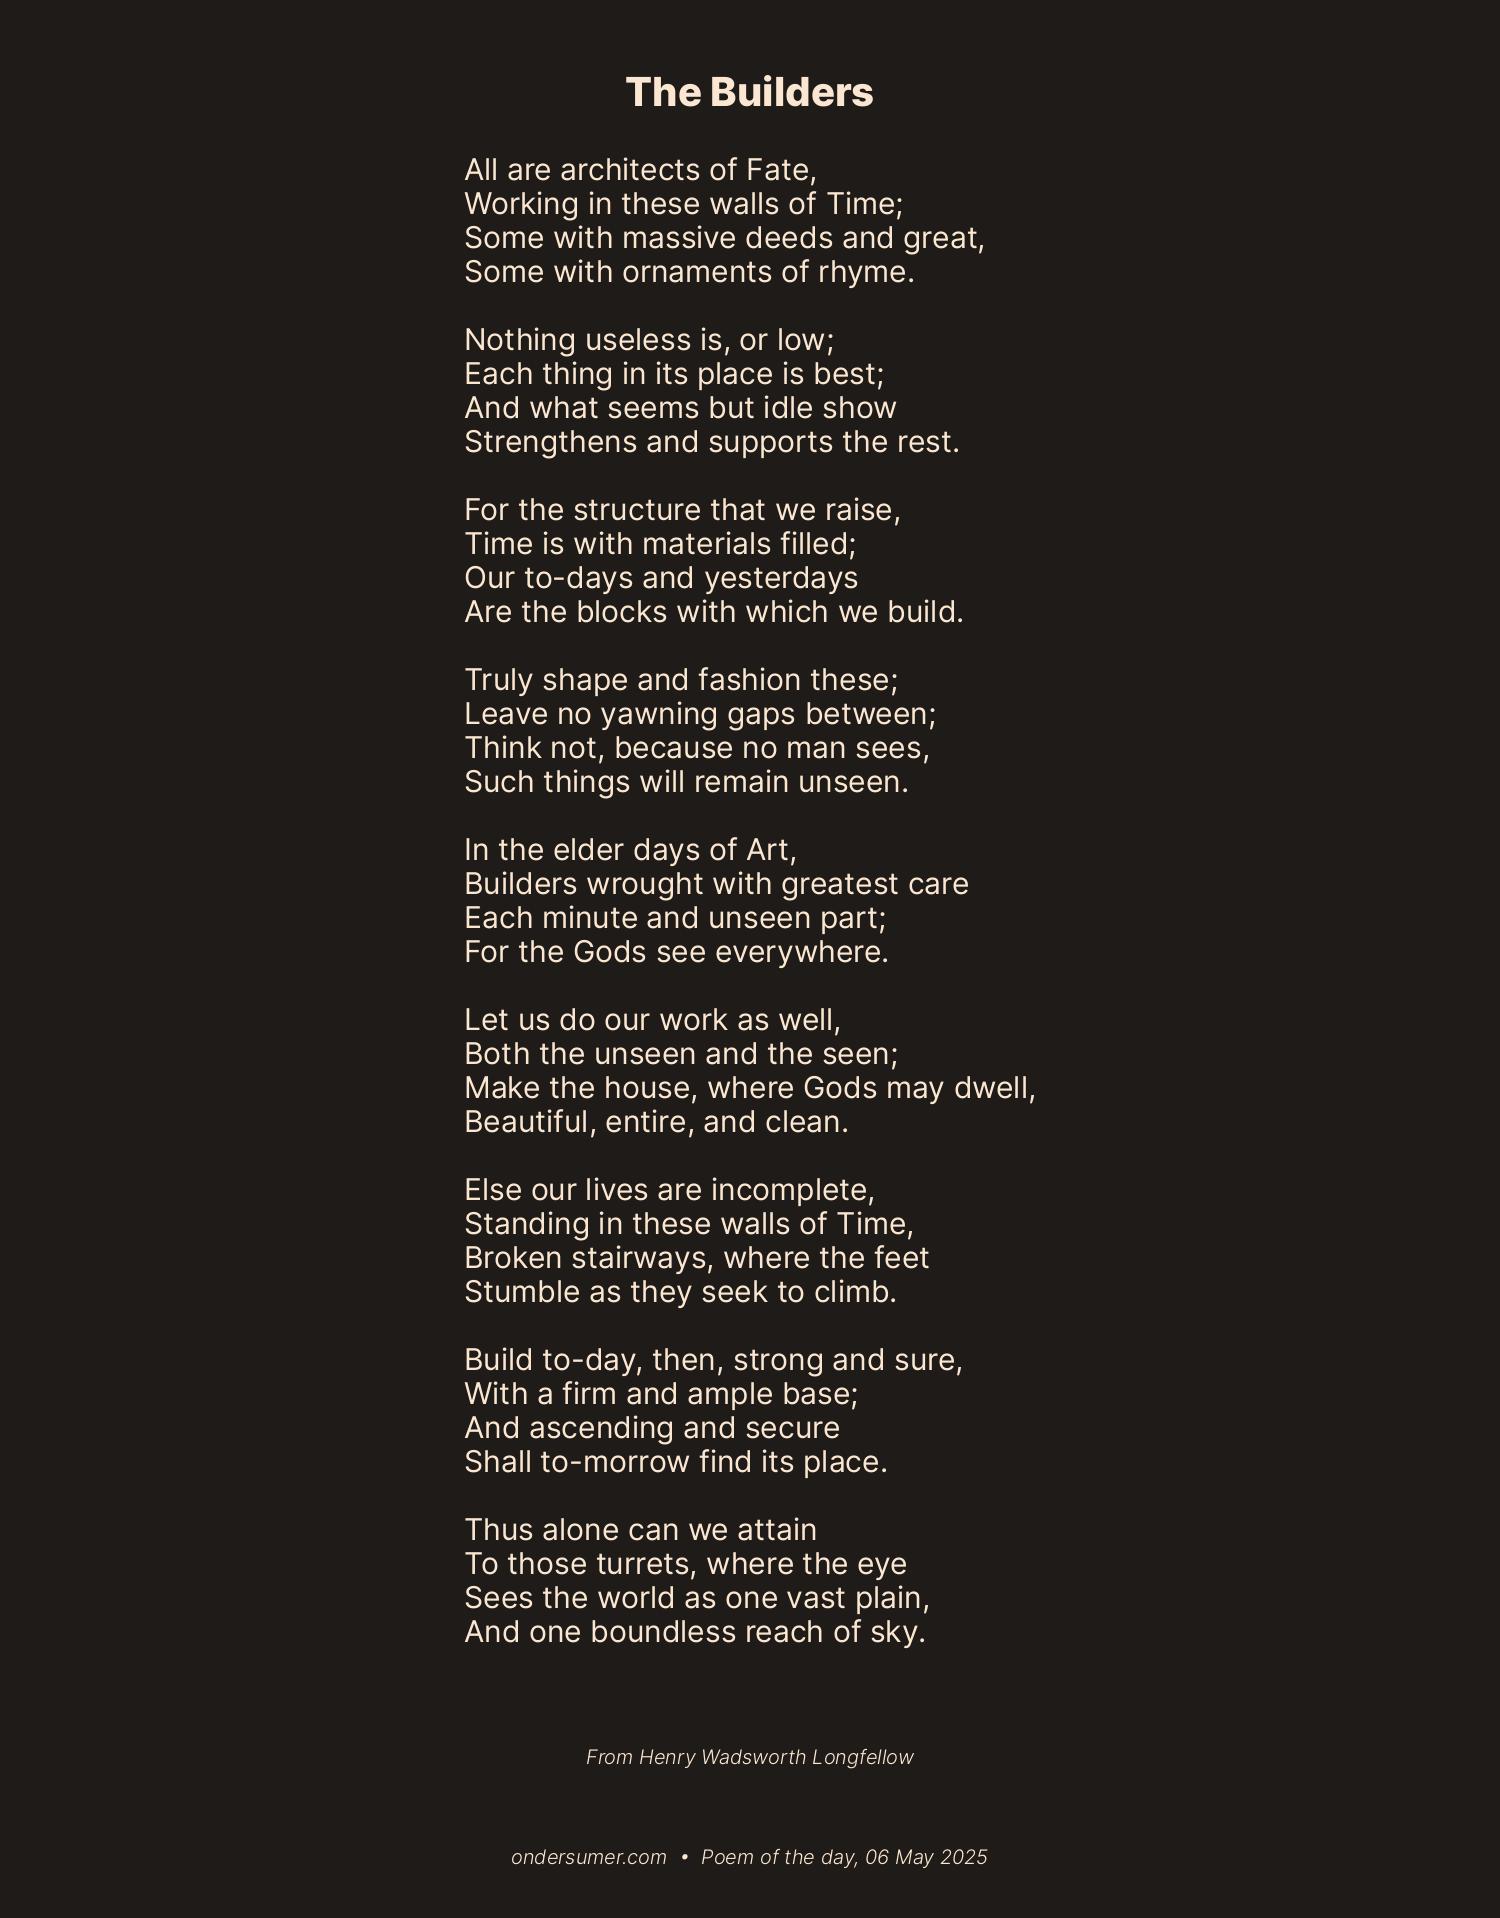 The Builders
All are architects of Fate,
Working in these walls of Time;
Some with massive deeds and great,
Some with ornaments of rhyme.
Nothing useless is, or low;
Each thing in its place is best;
And what seems but idle show
Strengthens and supports the rest.
For the structure that we raise,
Time is with materials filled;
Our to-days and yesterdays
Are the blocks with which we build.
Truly shape and fashion these;
Leave no yawning gaps between;
Think not, because no man sees,
Such things will remain unseen.
In the elder days of Art,
Builders wrought with greatest care
Each minute and unseen part;
For the Gods see everywhere.
Let us do our work as well,
Both the unseen and the seen;
Make the house, where Gods may dwell,
Beautiful, entire, and clean.
Else our lives are incomplete,
Standing in these walls of Time,
Broken stairways, where the feet
Stumble as they seek to climb.
Build to-day, then, strong and sure,
With a firm and ample base;
And ascending and secure
Shall to-morrow find its place.
Thus alone can we attain
To those turrets, where the eye
Sees the world as one vast plain,
And one boundless reach of sky.
From Henry Wadsworth Longfellow
ondersumer.com • Poem of the day, 06 May 2025